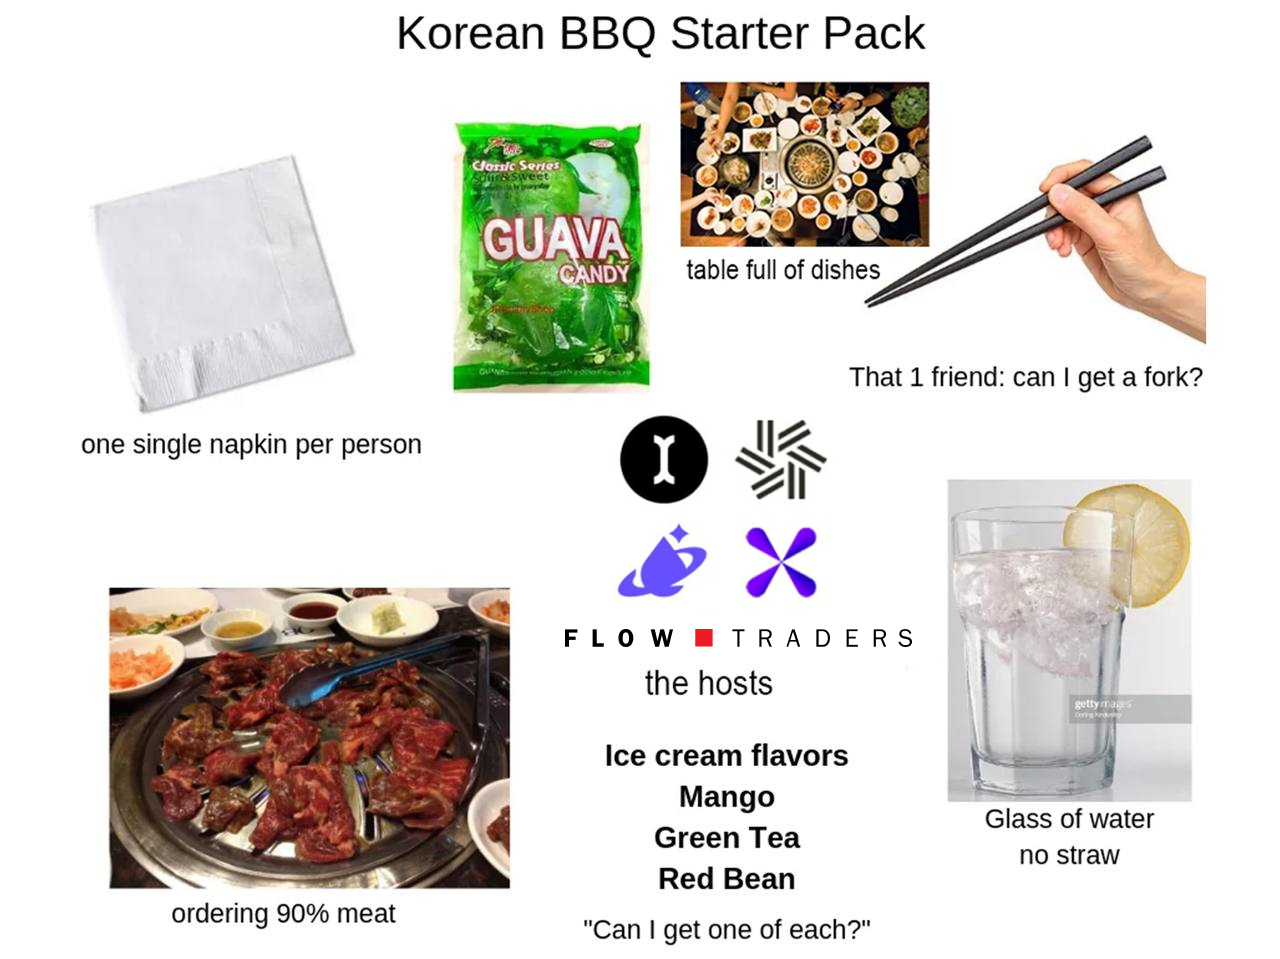 Korean BBQ Starter Pack
Classic Series
Sour & Sweet
GUAVA
CANDY
table full of dishes
That 1 friend: can I get a fork?
one single napkin per person
FLOW TRADERS
the hosts
gettyimages
Ice cream flavors
Mango
Green Tea
Red Bean
"Can I get one of each?"
Glass of water
no straw
ordering 90% meat